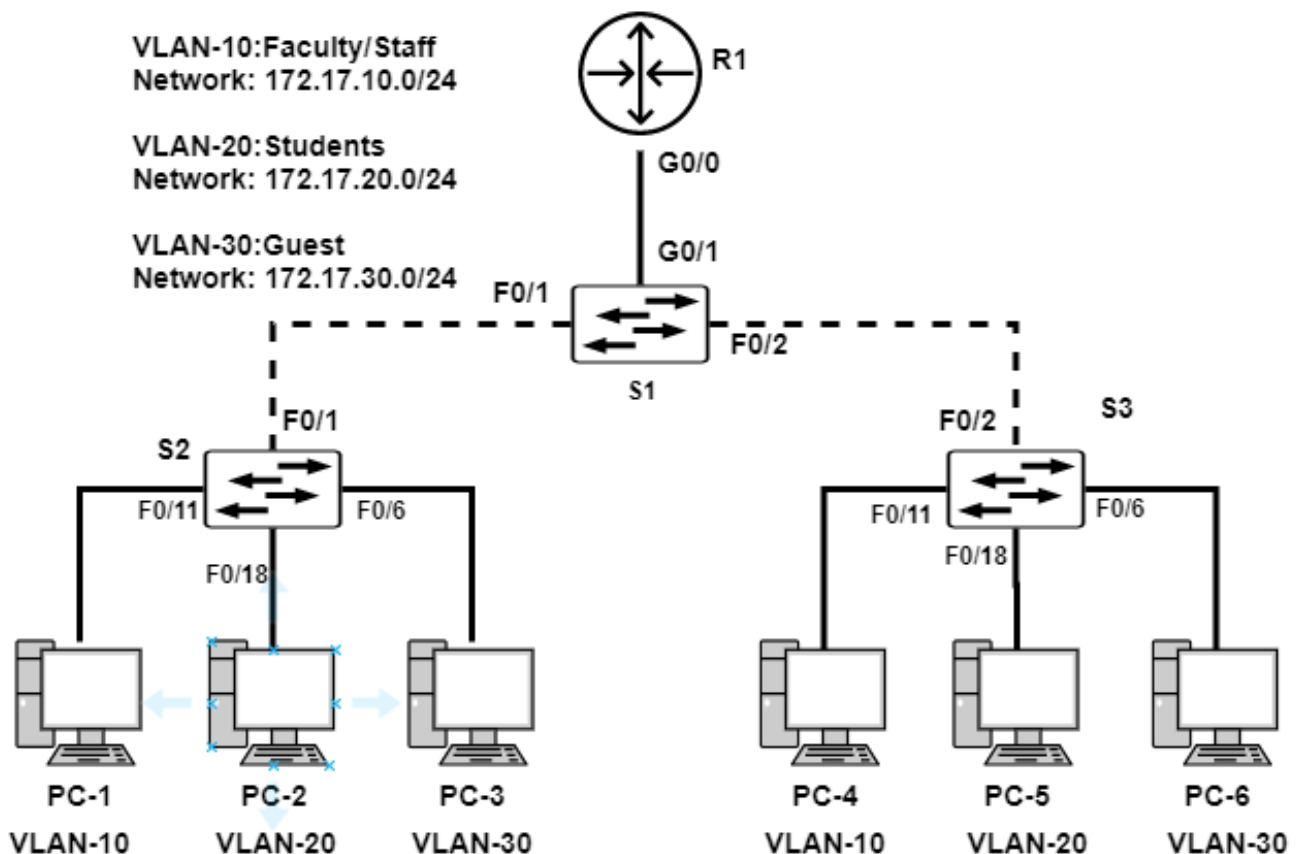 VLAN-10:Faculty/Staff
Network: 172.17.10.0/24
VLAN-20:Students
Network: 172.17.20.0/24
VLAN-30:Guest
Network: 172.17.30.0/24
R1
G0/0
G0/1
F0/1
F0/2
S1
F0/1
S2
F0/11
F0/6
F0/18
F0/2
S3
F0/11
F0/6
F0/18
PC-1
PC-2
PC-3
PC-4
PC-5
PC-6
VLAN-10
VLAN-20
VLAN-30
VLAN-10
VLAN-20
VLAN-30